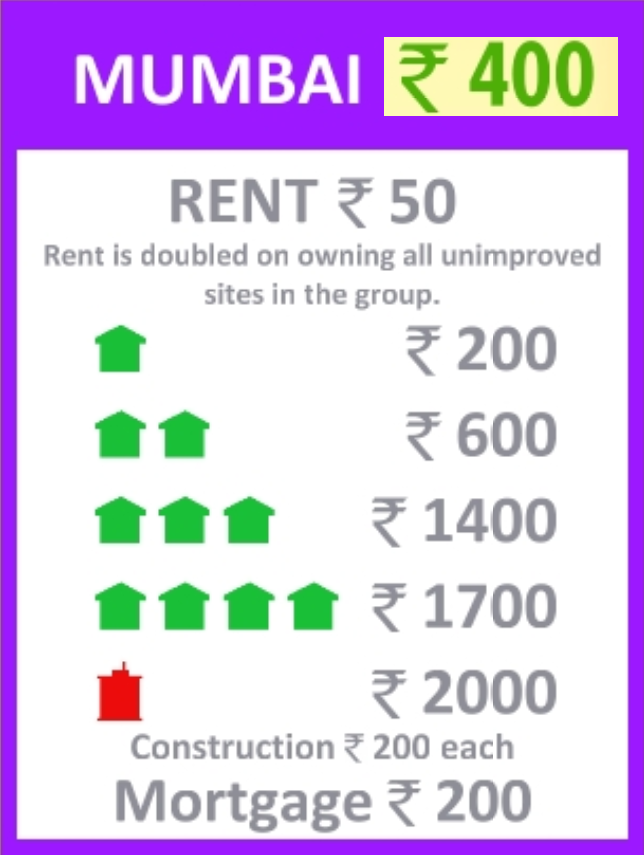 MUMBAI ₹ 400
RENT ₹ 50
Rent is doubled on owning all unimproved
sites in the group.
₹ 200
₹ 600
₹ 1400
₹ 1700
₹ 2000
Construction ₹ 200 each
Mortgage ₹ 200